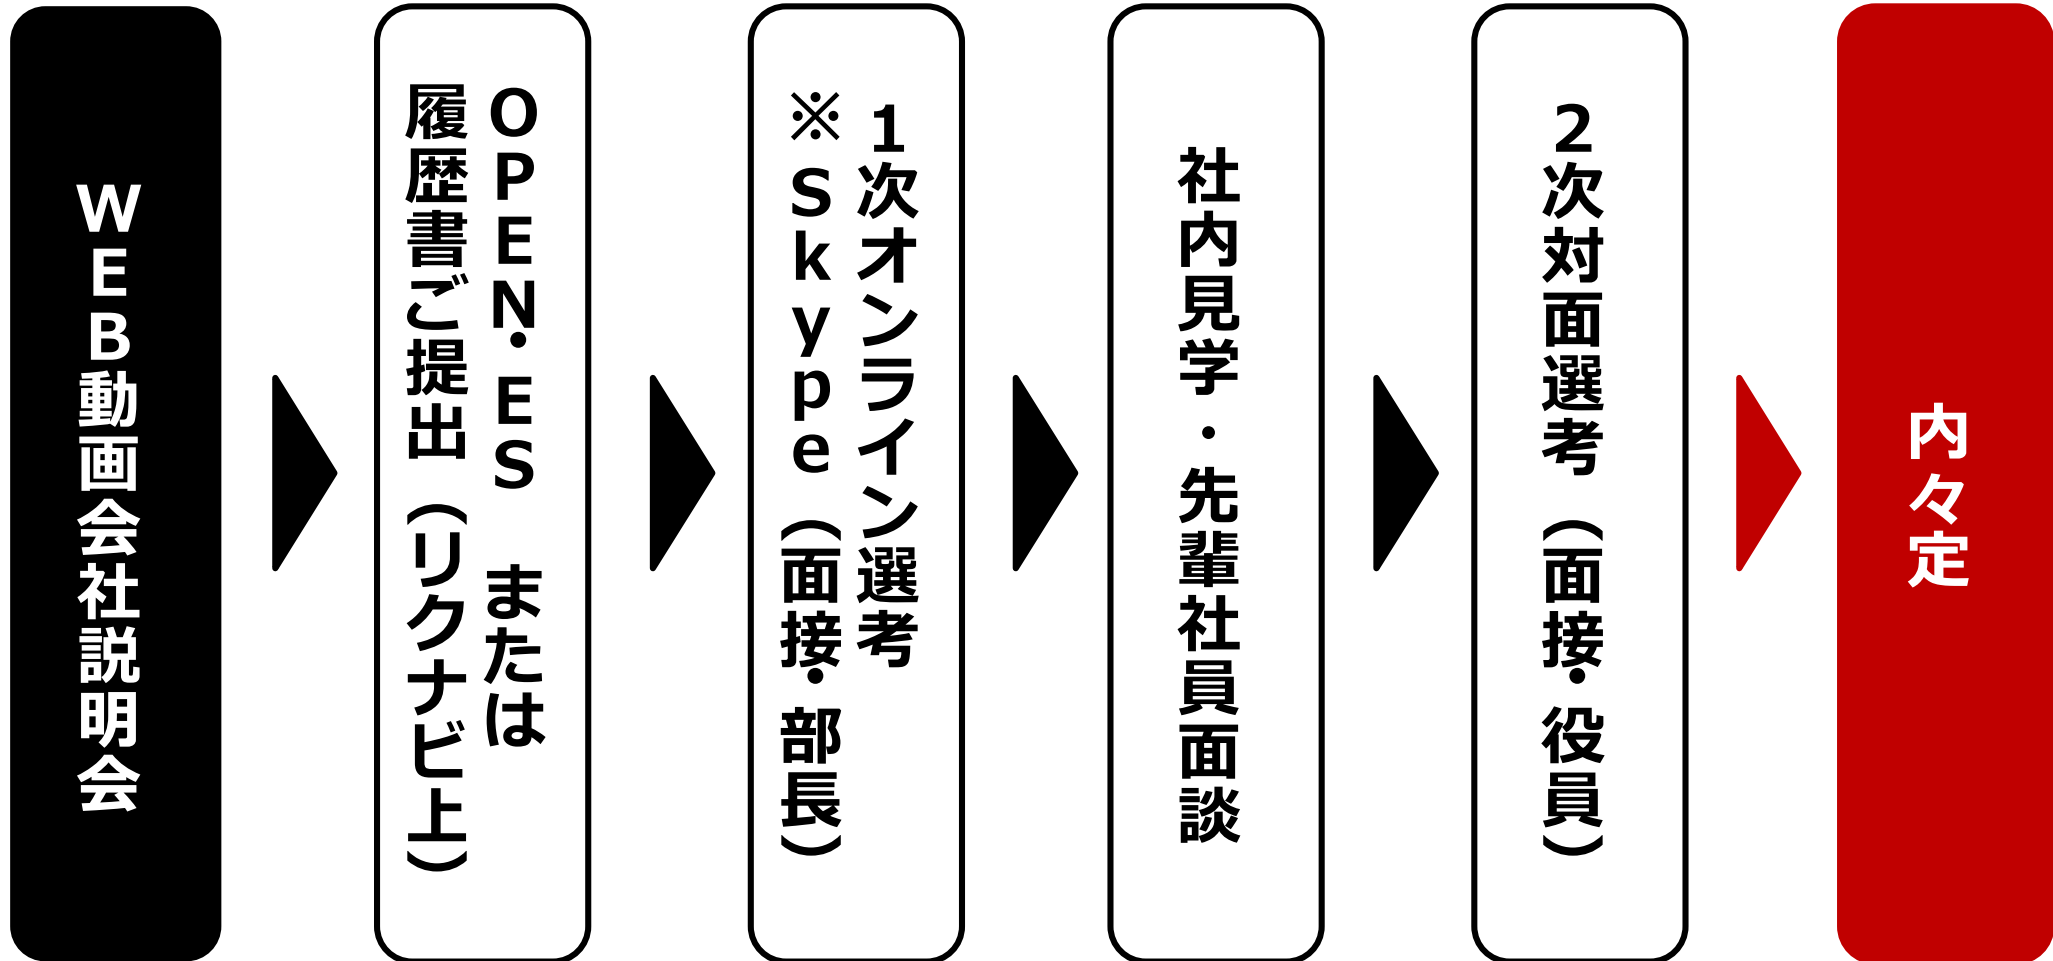 WEB動画会社説明会
OPEN・ES または
履歴書ご提出（リクナビ上）
1次オンライン選考
※Skype（面接・部長）
社内見学・先輩社員面談
2次対面選考（面接・役員）
内々定